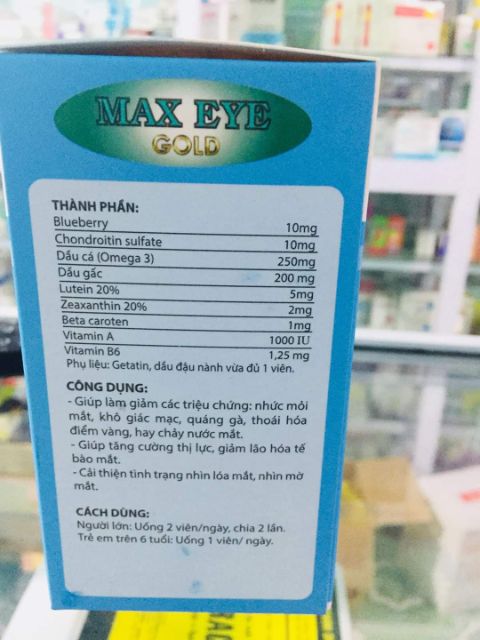 MAX EYE
GOLD
THÀNH PHẦN:
Blueberry 10mg
Chondroitin sulfate 10mg
Dầu cá (Omega 3) 250mg
Dầu gấc 200 mg
Lutein 20% 5mg
Zeaxanthin 20% 2mg
Beta caroten 1mg
Vitamin A 1000 IU
Vitamin B6 1,25 mg
Phụ liệu: Getatin, dầu đậu nành vừa đủ 1 viên.
CÔNG DỤNG:
- Giúp làm giảm các triệu chứng: nhức mỏi
mắt, khô giác mạc, quáng gà, thoái hóa
điểm vàng, hay chảy nước mắt.
- Giúp tăng cường thị lực, giảm lão hóa tế
bào mắt.
- Cải thiện tình trạng nhìn lóa mắt, nhìn mờ
mắt.
CÁCH DÙNG:
Người lớn: Uống 2 viên/ngày, chia 2 lần.
Trẻ em trên 6 tuổi: Uống 1 viên/ ngày.